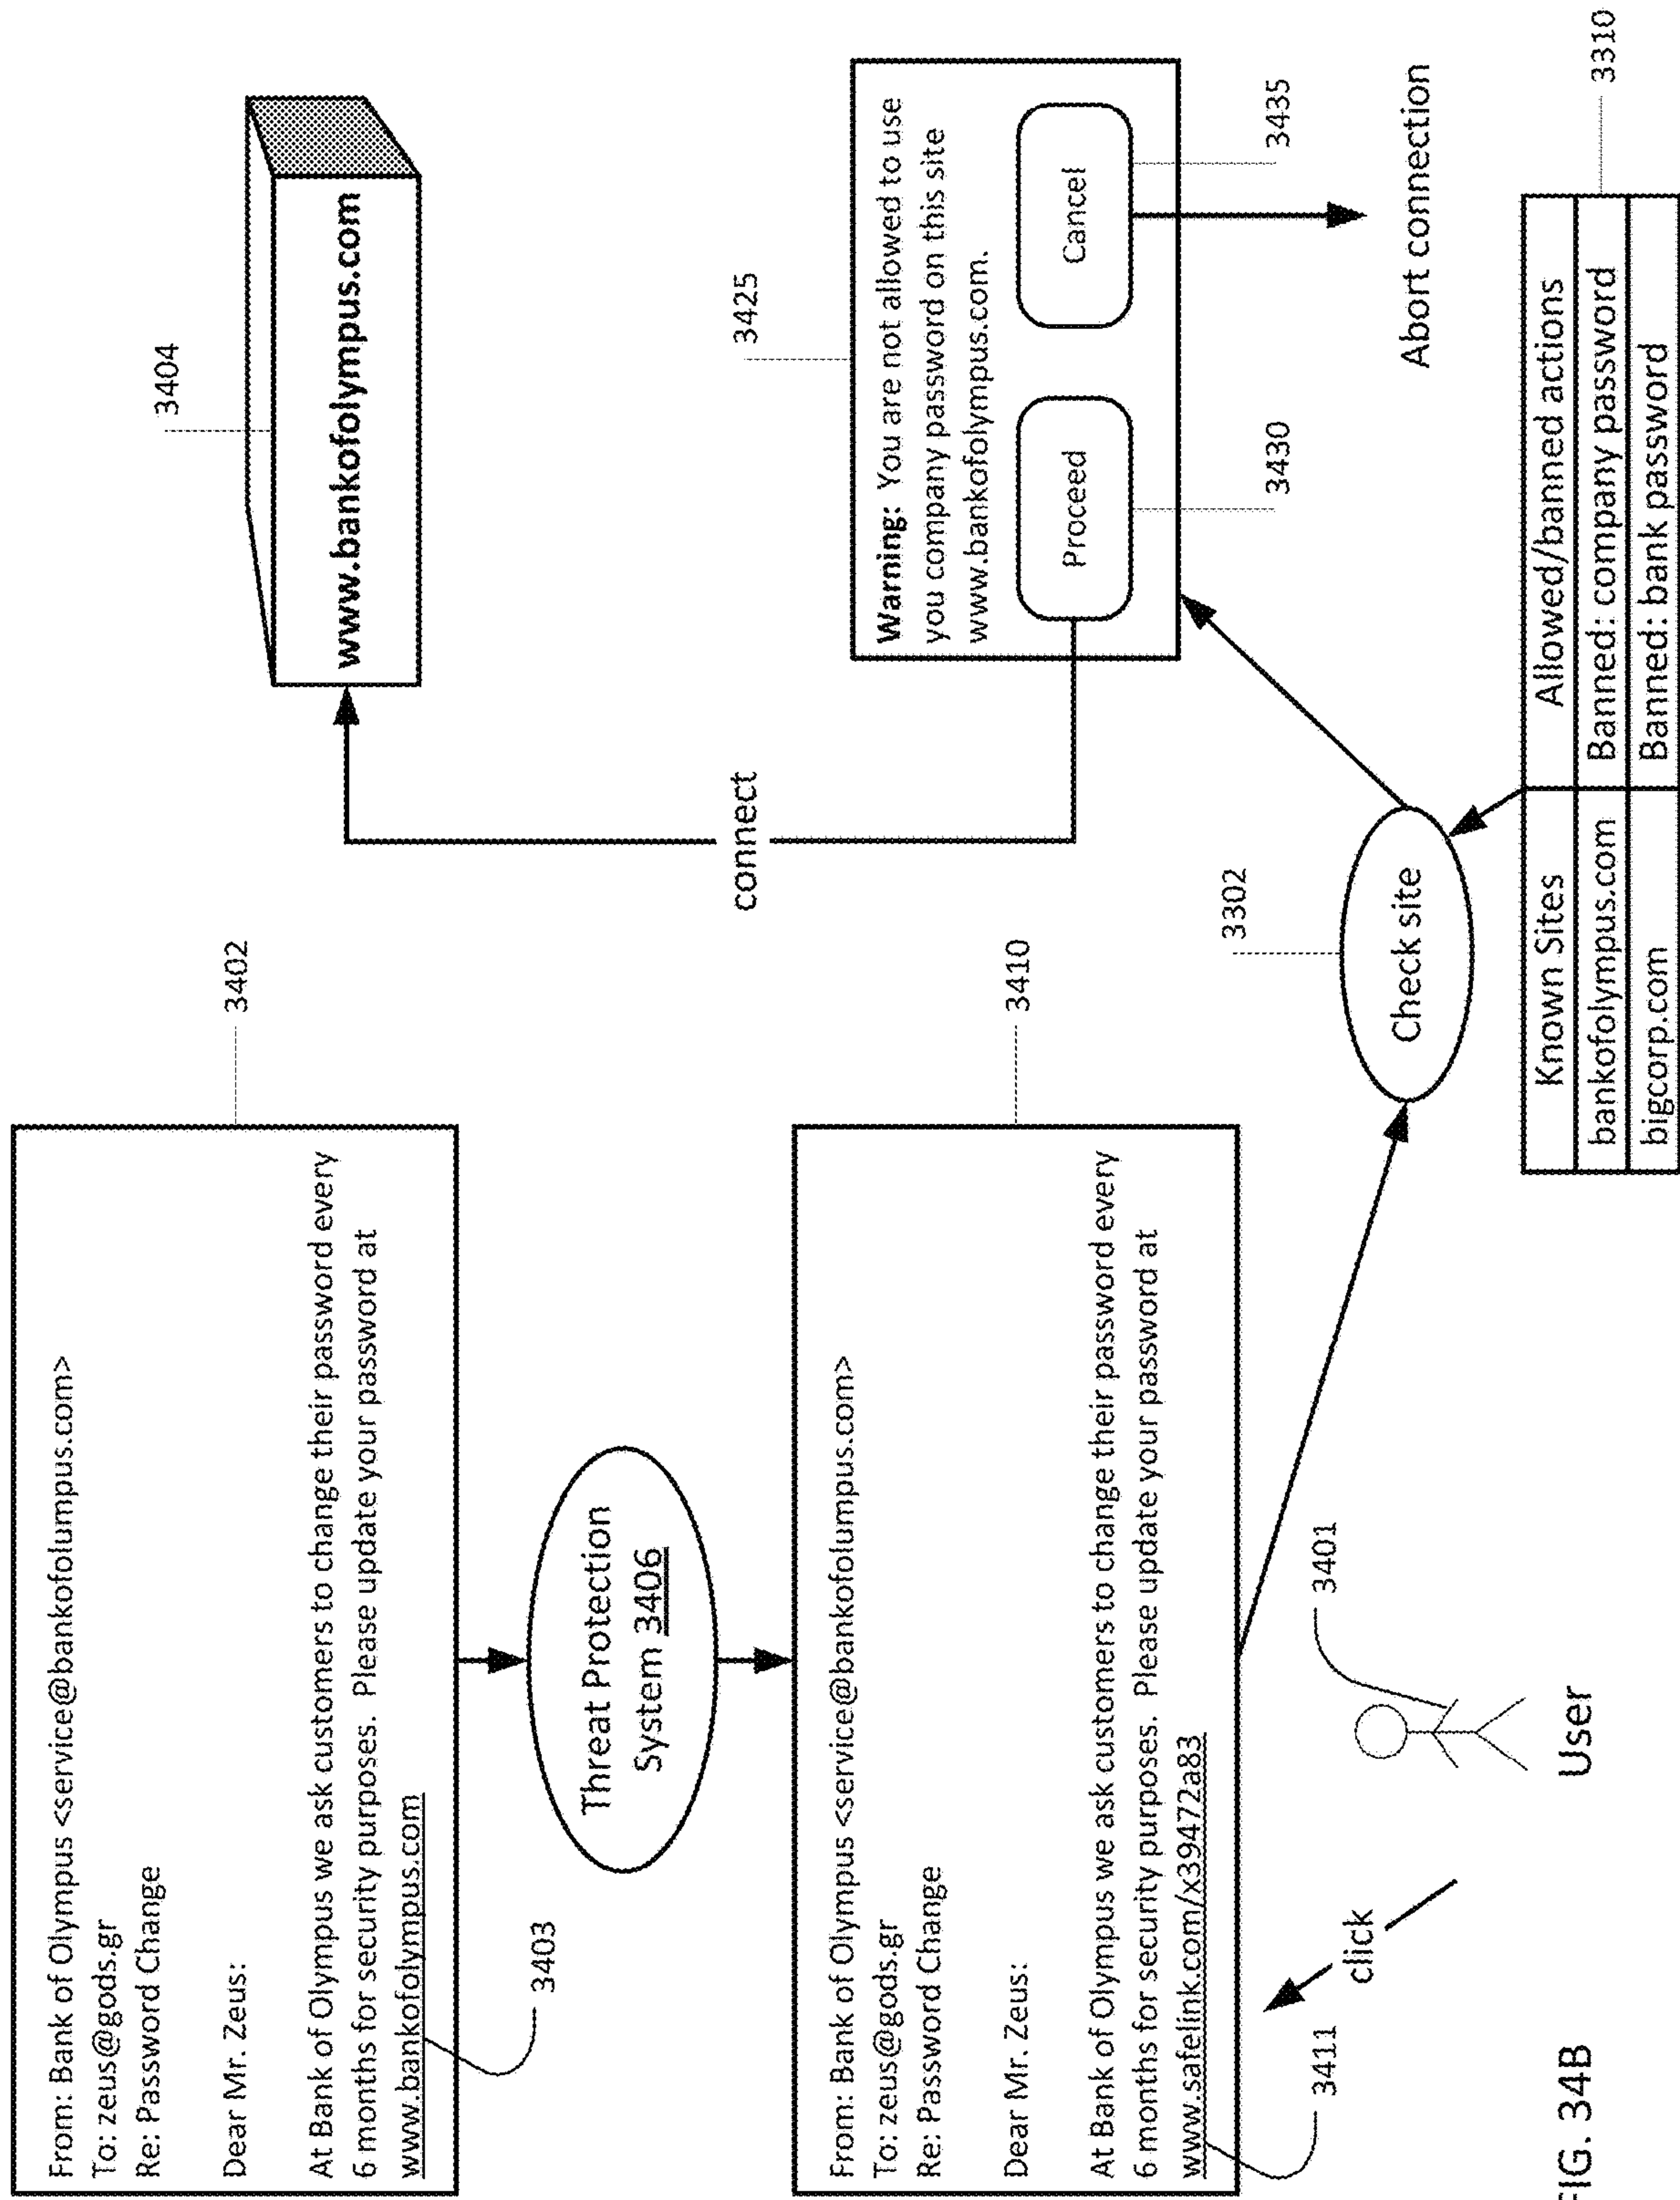 From: Bank of Olympus <service@bankofolumpus.com>
To: zeus@gods.gr
Re: Password Change
Dear Mr. Zeus:
At Bank of Olympus we ask customers to change their password every
6 months for security purposes. Please update your password at
www.bankofolympus.com
3402
3403
Threat Protection
System 3406
From: Bank of Olympus <service@bankofolumpus.com>
To: zeus@gods.gr
Re: Password Change
Dear Mr. Zeus:
At Bank of Olympus we ask customers to change their password every
6 months for security purposes. Please update your password at
www.safelink.com/x39472a83
3410
3411
click
User
3401
3404
www.bankofolympus.com
connect
3425
Warning: You are not allowed to use
you company password on this site
www.bankofolympus.com.
Proceed
Cancel
3430
3435
Abort connection
3302
Check site
3310
Known Sites Allowed/banned actions
bankofolympus.com Banned: company password
bigcorp.com Banned: bank password
FIG. 34B